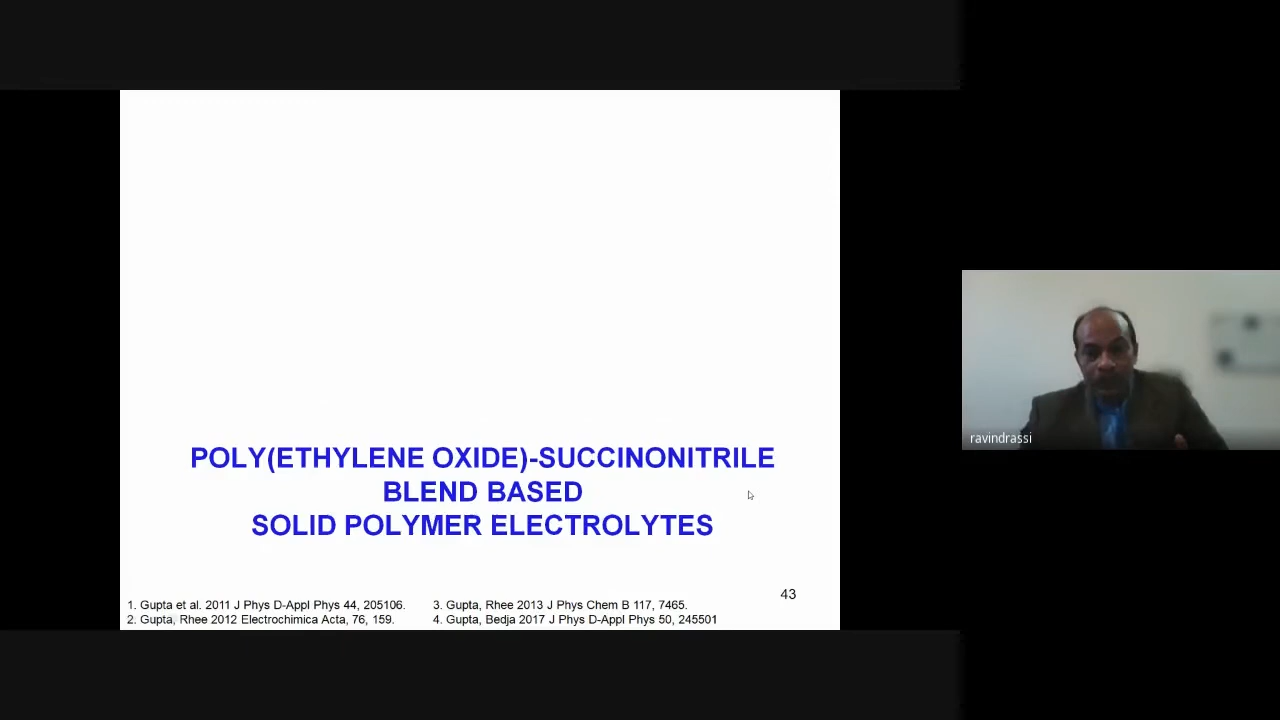 POLY(ETHYLENE OXIDE)-SUCCINONITRILE
BLEND BASED
SOLID POLYMER ELECTROLYTES
43
1. Gupta et al. 2011 J Phys D-Appl Phys 44, 205106.
2. Gupta, Rhee 2012 Electrochimica Acta, 76, 159.
3. Gupta, Rhee 2013 J Phys Chem B 117, 7465.
4. Gupta, Bedja 2017 J Phys D-Appl Phys 50, 245501
ravindrassi